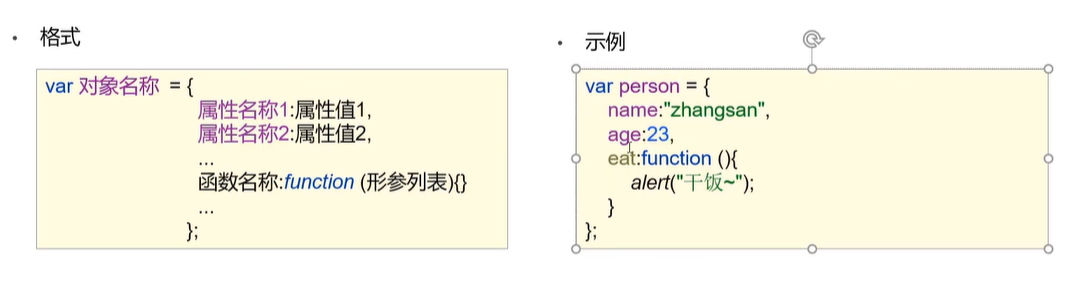 • 格式
var 对象名称 = {
属性名称1:属性值1,
属性名称2:属性值2,
...
函数名称:function (形参列表){}
...
};
• 示例
var person = {
name:"zhangsan",
age:23,
eat:function (){
alert("干饭~");
}
};